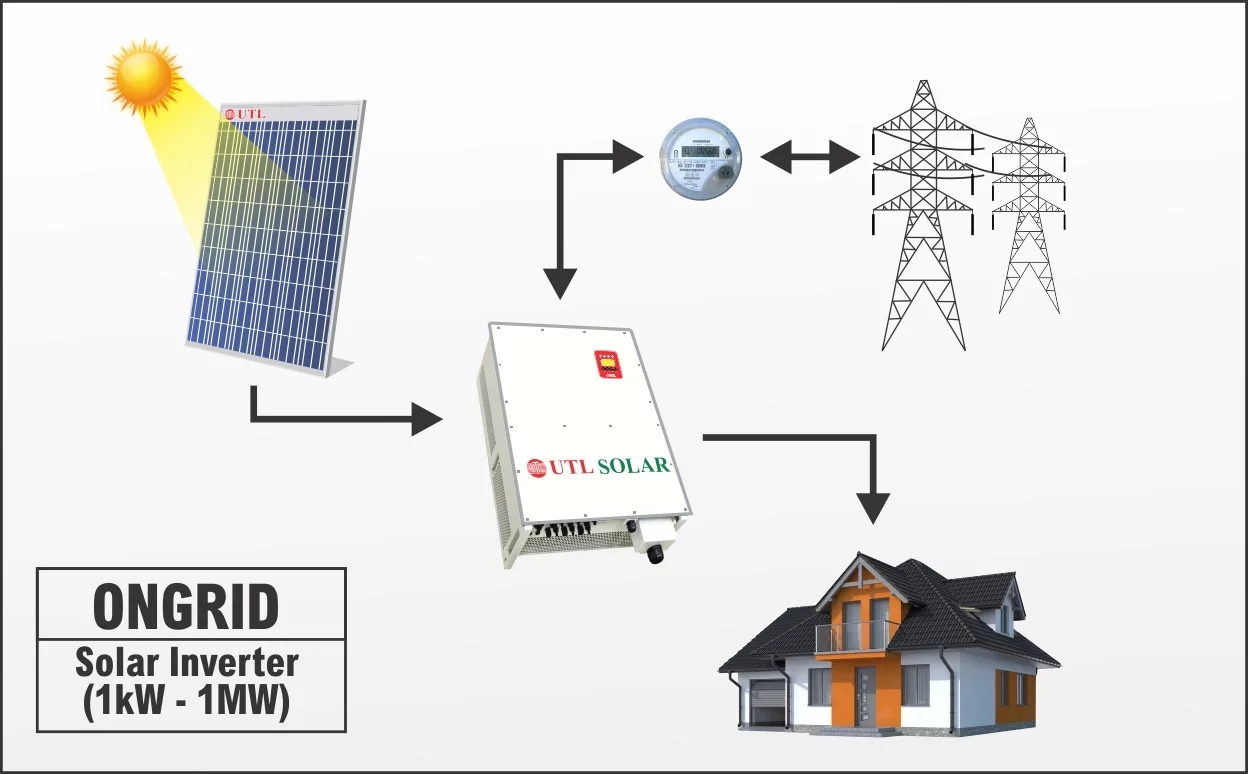 UTL
UTL SOLAR
ONGRID
Solar Inverter
(1kW - 1MW)